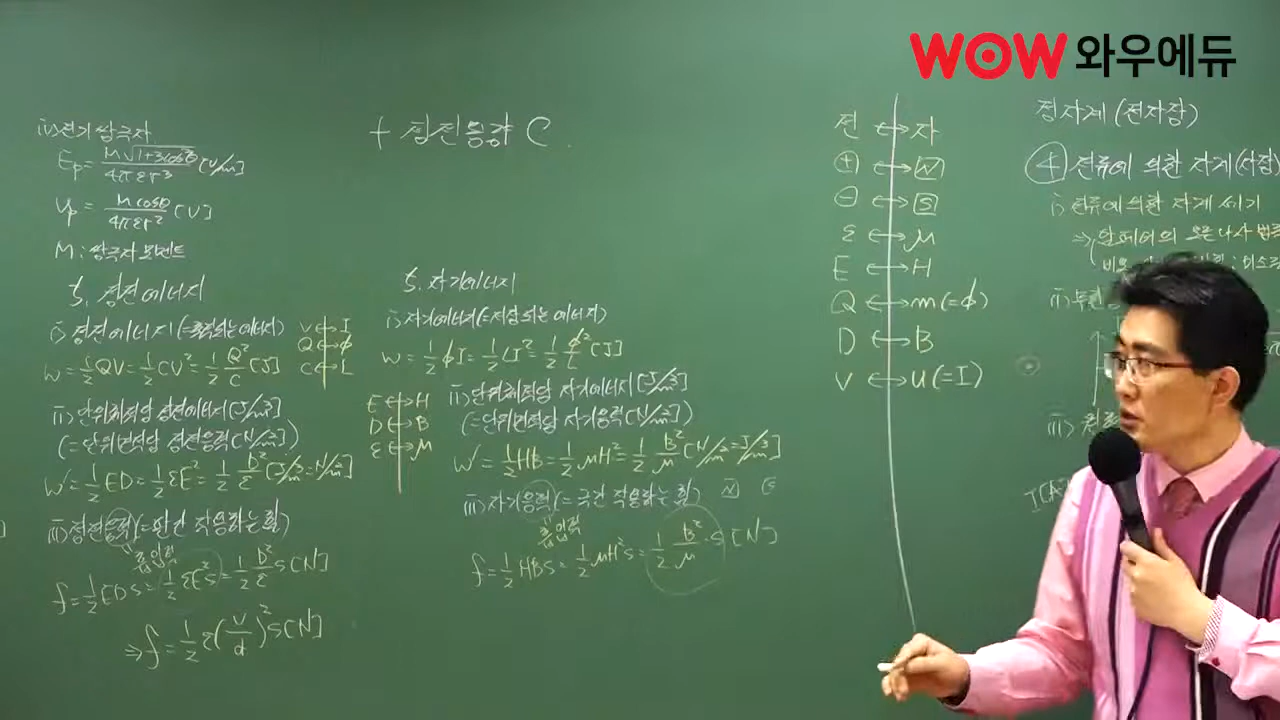 WOW 와우에듀
iv) 전기 쌍극자
Ep = M√(1+3cos²θ) / 4πεr³ [V/m]
Vp = Mcosθ / 4πεr² [V]
M : 쌍극자 모멘트
5. 정전에너지
i) 정전에너지 (=축적되는 에너지)
W = 1/2 QV = 1/2 CV² = 1/2 Q²/C [J]
V ↔ I
Q ↔ ϕ
C ↔ L
ii) 단위체적당 정전에너지 [J/m³]
(=단위면적당 정전응력 [N/m²])
W' = 1/2 ED = 1/2 εE² = 1/2 D²/ε [J/m³=N/m²]
iii) 정전응력 (=판간 작용하는 힘)
흡입력
f = 1/2 EDS = 1/2 εE²S = 1/2 D²/ε S [N]
⇒ f = 1/2 ε(V/d)² S [N]
+ 정전용량 C
5. 자기에너지
i) 자기에너지 (=저장되는 에너지)
W = 1/2 ϕI = 1/2 LI² = 1/2 ϕ²/L [J]
E ↔ H
D ↔ B
ε ↔ μ
ii) 단위체적당 자기에너지 [J/m³]
(=단위면적당 자기응력 [N/m²])
W' = 1/2 HB = 1/2 μH² = 1/2 B²/μ [N/m²=J/m³]
iii) 자기응력 (=극간 작용하는 힘) N S
흡입력
f = 1/2 HBS = 1/2 μH²S = 1/2 B²/μ · S [N]
전 ↔ 자
⊕ ↔ N
⊖ ↔ S
ε ↔ μ
E ↔ H
Q ↔ m(=ϕ)
D ↔ B
V ↔ u(=I)
정자계 (전자장)
④ 전류에 의한 자계(자장)
i) 전류에 의한 자계 세기
⇒ 암페어의 오른나사 법칙
ii)
iii)